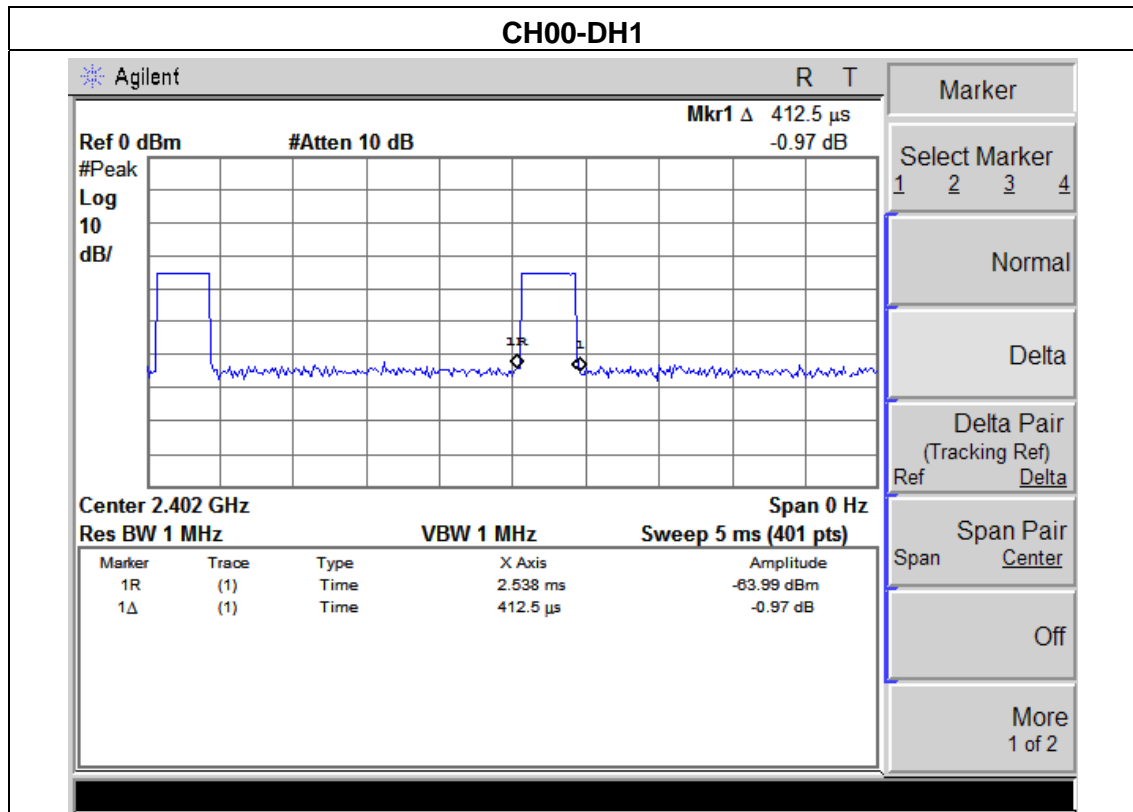 CH00-DH1
Agilent R T
Mkr1 Δ 412.5 µs
Ref 0 dBm #Atten 10 dB -0.97 dB
#Peak
Log
10
dB/
1R
1
Center 2.402 GHz Span 0 Hz
Res BW 1 MHz VBW 1 MHz Sweep 5 ms (401 pts)
Marker Trace Type X Axis Amplitude
1R (1) Time 2.538 ms -63.99 dBm
1Δ (1) Time 412.5 µs -0.97 dB
Marker
Select Marker
1 2 3 4
Normal
Delta
Delta Pair
(Tracking Ref)
Ref Delta
Span Pair
Span Center
Off
More
1 of 2